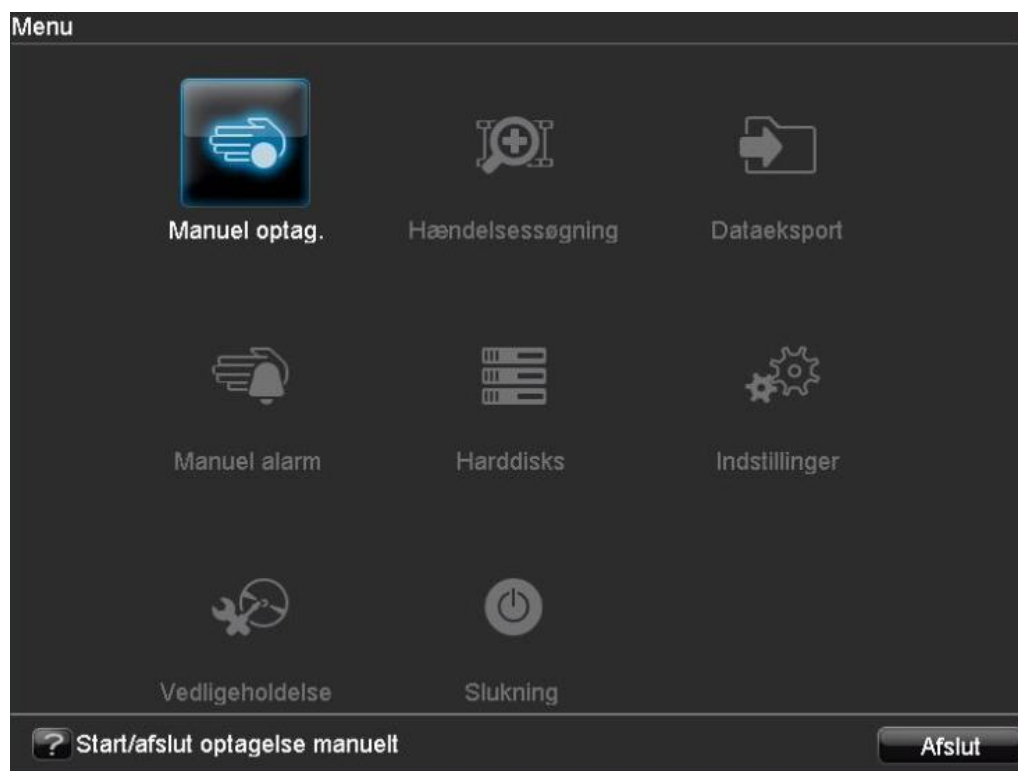 Menu
Manuel optag.
Hændelsessøgning
Dataeksport
Manuel alarm
Harddisks
Indstillinger
Vedligeholdelse
Slukning
? Start/afslut optagelse manuelt
Afslut